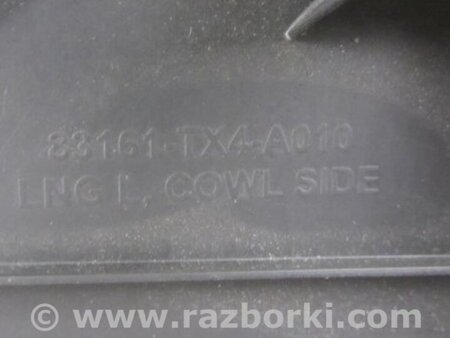 83161-TX4-A010
LNG L, COWL SIDE
© www.razborki.com